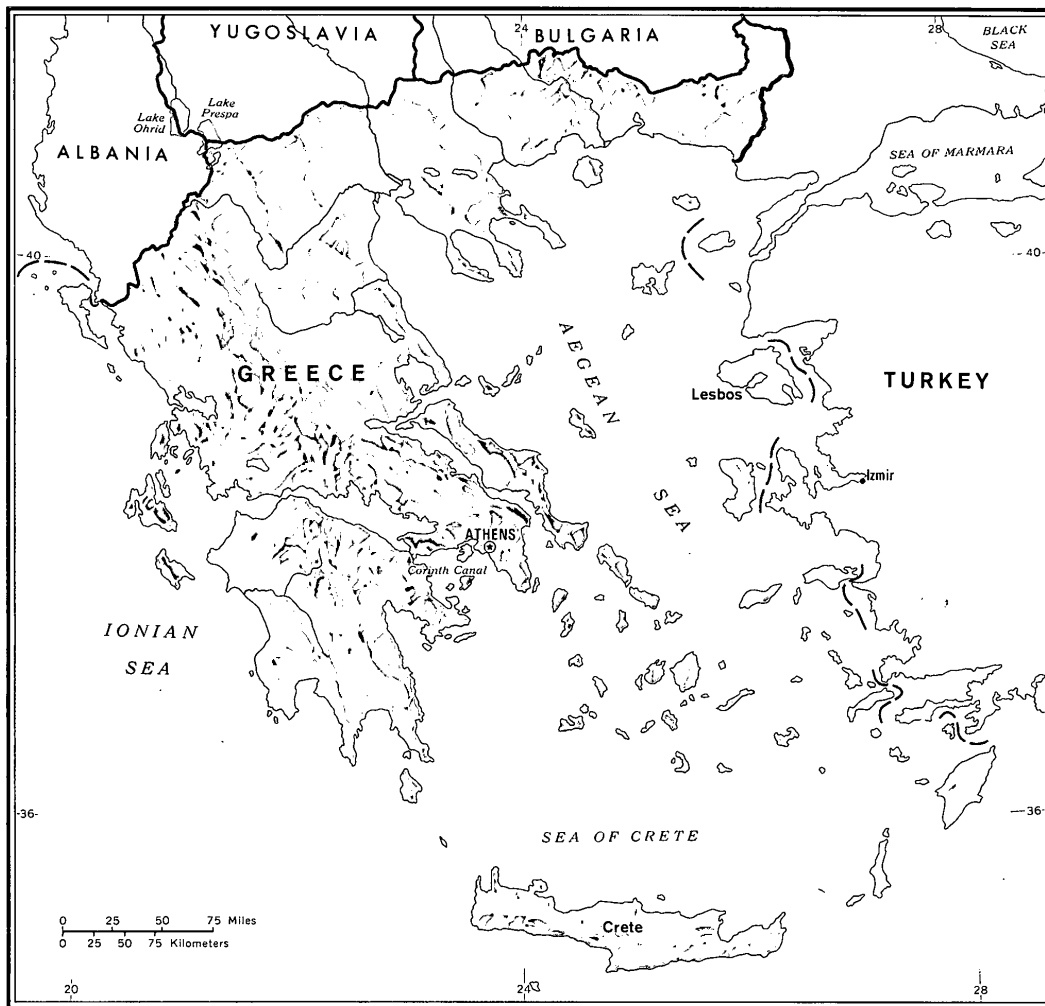 YUGOSLAVIA
24
BULGARIA
28
BLACK
SEA
Lake
Ohrid
Lake
Prespa
ALBANIA
SEA OF MARMARA
40
40
AEGEAN
SEA
GREECE
Lesbos
TURKEY
Izmir
ATHENS
Corinth Canal
IONIAN
SEA
36
36
SEA OF CRETE
0 25 50 75 Miles
0 25 50 75 Kilometers
Crete
20
24
28